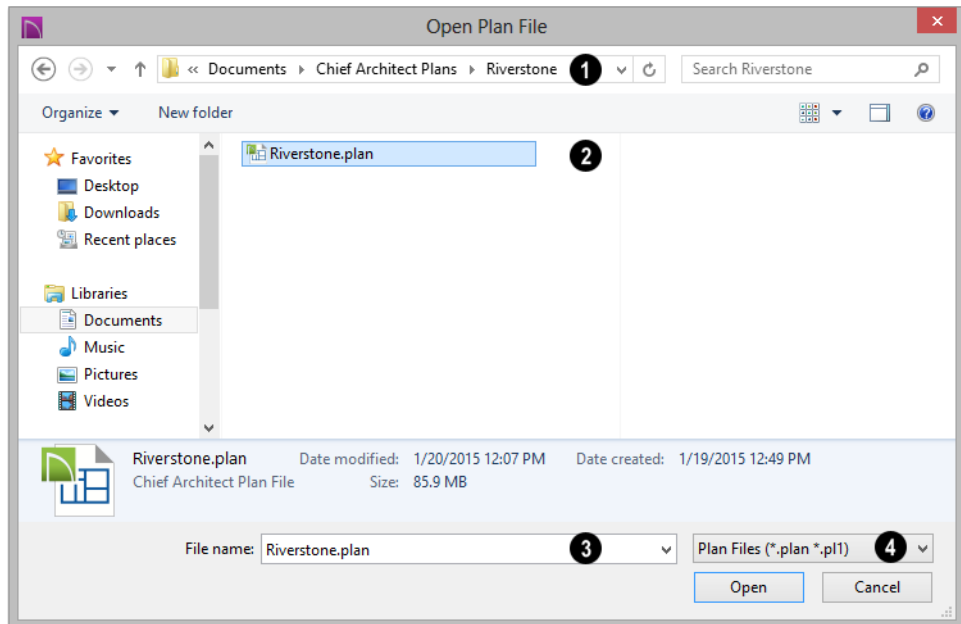 Open Plan File
« Documents Chief Architect Plans Riverstone 1 Search Riverstone
Organize New folder
Favorites
Desktop
Downloads
Recent places
Libraries
Documents
Music
Pictures
Videos
Riverstone.plan 2
Riverstone.plan Date modified: 1/20/2015 12:07 PM Date created: 1/19/2015 12:49 PM
Chief Architect Plan File Size: 85.9 MB
File name: Riverstone.plan 3 Plan Files (*.plan *.pl1) 4
Open Cancel